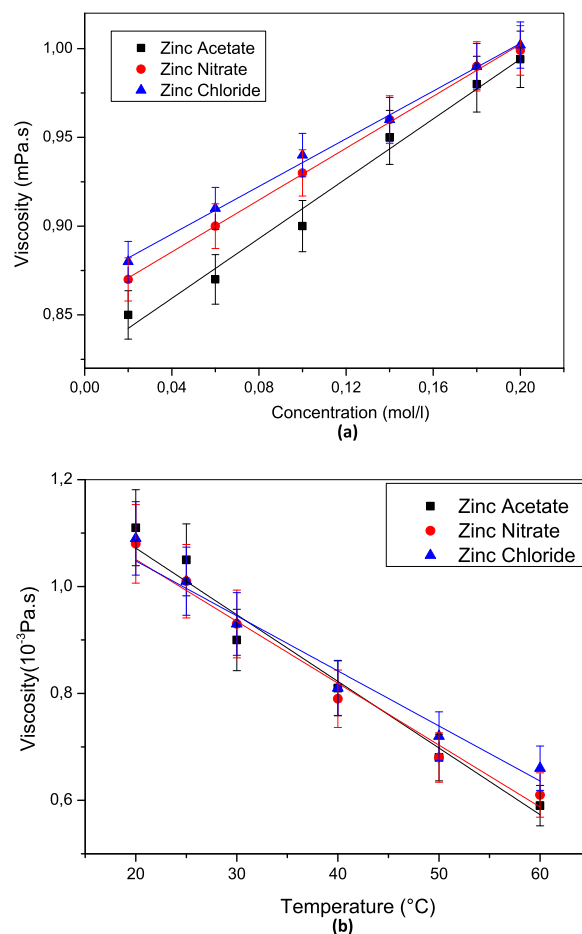 1,00
0,95
0,90
0,85
Viscosity (mPa.s)
Zinc Acetate
Zinc Nitrate
Zinc Chloride
0,00 0,04 0,08 0,12 0,16 0,20
Concentration (mol/l)
(a)
1,2
1,0
0,8
0,6
Viscosity(10⁻³Pa.s)
Zinc Acetate
Zinc Nitrate
Zinc Chloride
20 30 40 50 60
Temperature (°C)
(b)